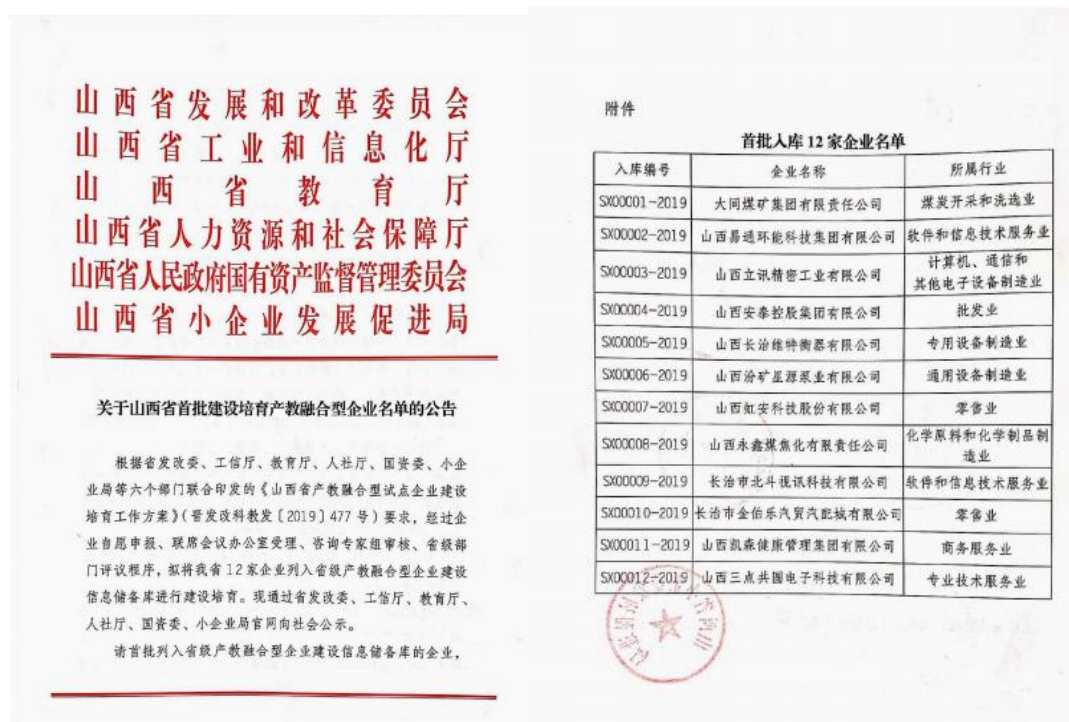 山西省发展和改革委员会
山西省工业和信息化厅
山西省教育厅
山西省人力资源和社会保障厅
山西省人民政府国有资产监督管理委员会
山西省小企业发展促进局
关于山西省首批建设培育产教融合型企业名单的公告
根据省发改委、工信厅、教育厅、人社厅、国资委、小企
业局等六个部门联合印发的《山西省产教融合型试点企业建设
培育工作方案》(晋发改科教发〔2019〕477号)要求，经过企
业自愿申报、联席会议办公室受理、咨询专家组审核、省级部
门评议程序，拟将我省12家企业列入省级产教融合型企业建设
信息储备库进行建设培育。现通过省发改委、工信厅、教育厅、
人社厅、国资委、小企业局官网向社会公示。
请首批列入省级产教融合型企业建设信息储备库的企业，
附件
首批入库12家企业名单
入库编号 企业名称 所属行业
SX00001-2019 大同煤矿集团有限责任公司 煤炭开采和洗选业
SX00002-2019 山西易通环能科技集团有限公司 软件和信息技术服务业
SX00003-2019 山西立讯精密工业有限公司 计算机、通信和
其他电子设备制造业
SX00004-2019 山西安泰控股集团有限公司 批发业
SX00005-2019 山西长治维特衡器有限公司 专用设备制造业
SX00006-2019 山西汾矿星源泵业有限公司 通用设备制造业
SX00007-2019 山西虹安科技股份有限公司 零售业
SX00008-2019 山西永鑫煤焦化有限责任公司 化学原料和化学制品制
造业
SX00009-2019 长治市北斗视讯科技有限公司 软件和信息技术服务业
SX00010-2019 长治市金伯乐汽贸汽配城有限公司 零售业
SX00011-2019 山西凯森健康管理集团有限公司 商务服务业
SX00012-2019 山西三点共圆电子科技有限公司 专业技术服务业